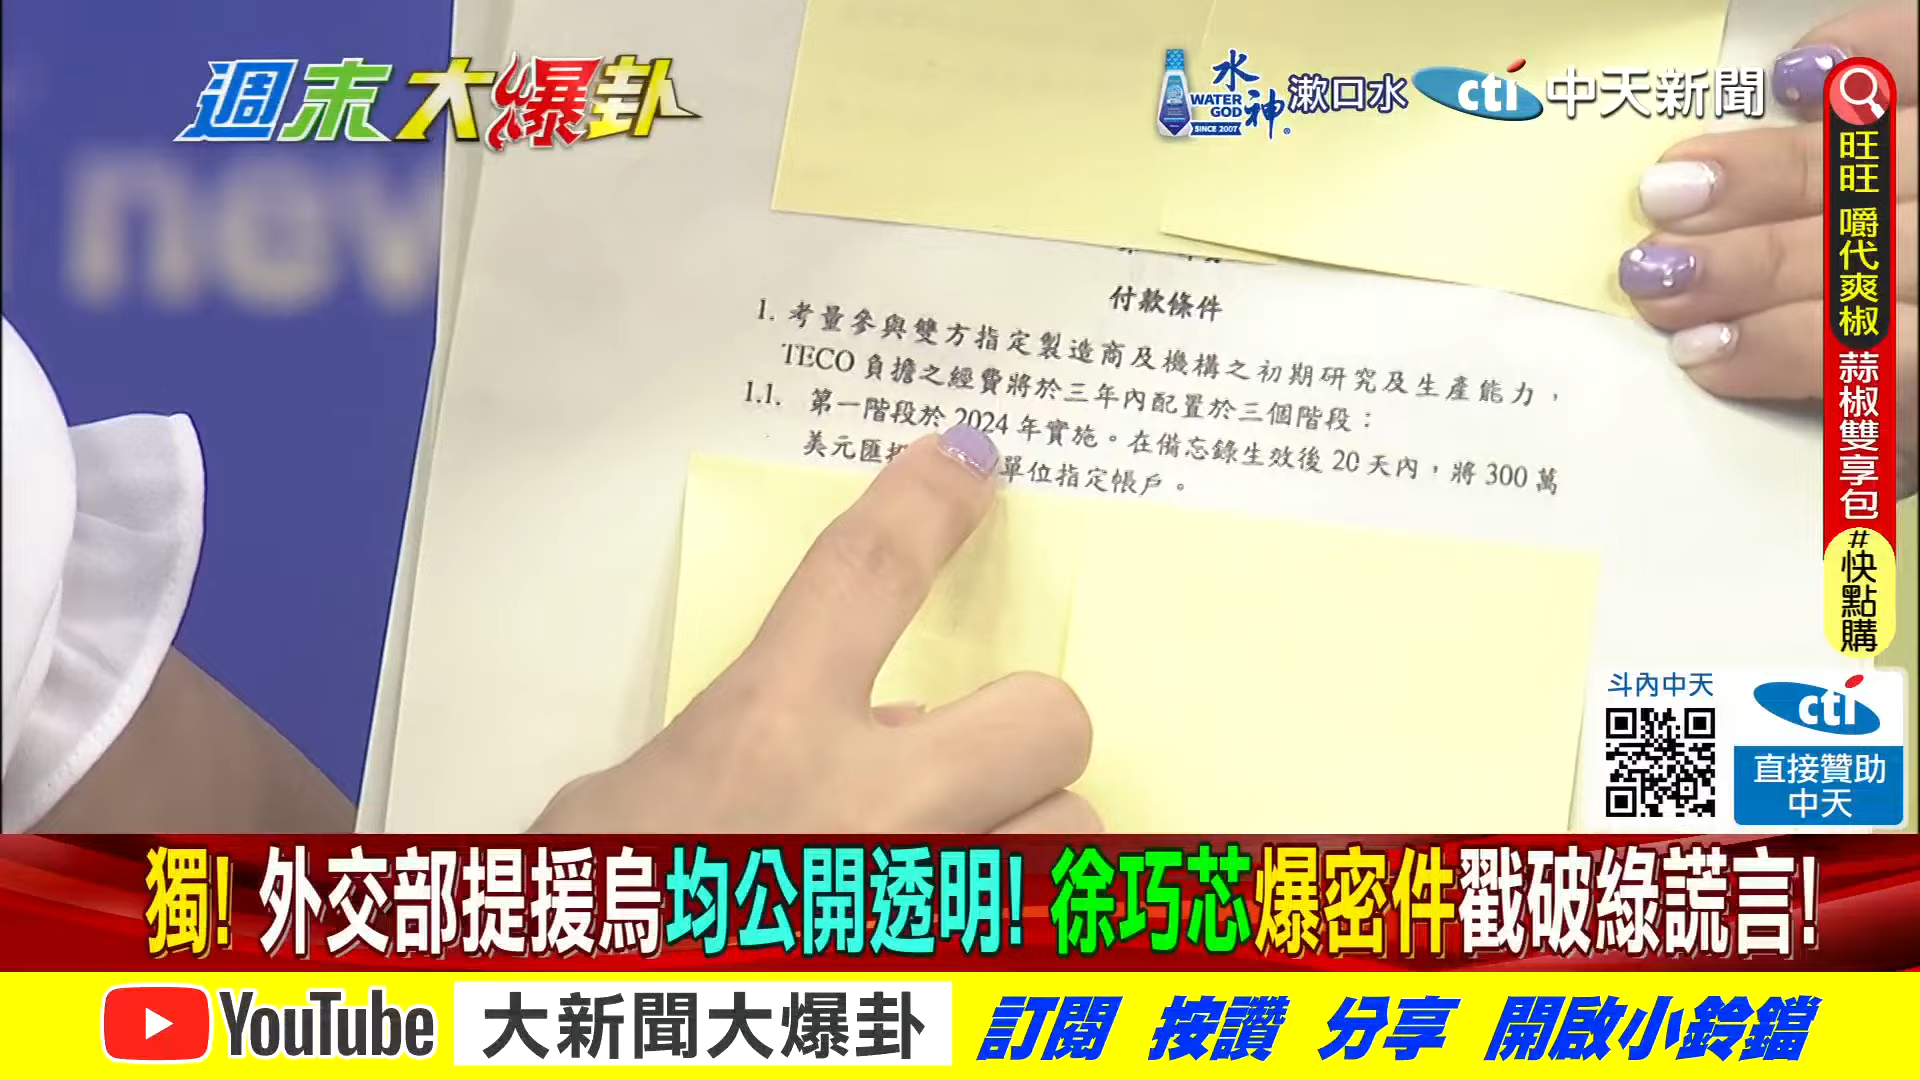 週末大爆卦
水神
WATER GOD
SINCE 2007
漱口水
cti 中天新聞
旺旺 嚼代爽椒 蒜椒雙享包 #快點購
付款條件
1. 考量參與雙方指定製造商及機構之初期研究及生產能力，
TECO 負擔之經費將於三年內配置於三個階段：
1.1. 第一階段於 2024 年實施。在備忘錄生效後 20 天內，將 300 萬
美元匯 單位指定帳戶。
斗內中天
cti
直接贊助
中天
獨! 外交部提援烏均公開透明! 徐巧芯爆密件戳破綠謊言!
YouTube 大新聞大爆卦 訂閱 按讚 分享 開啟小鈴鐺